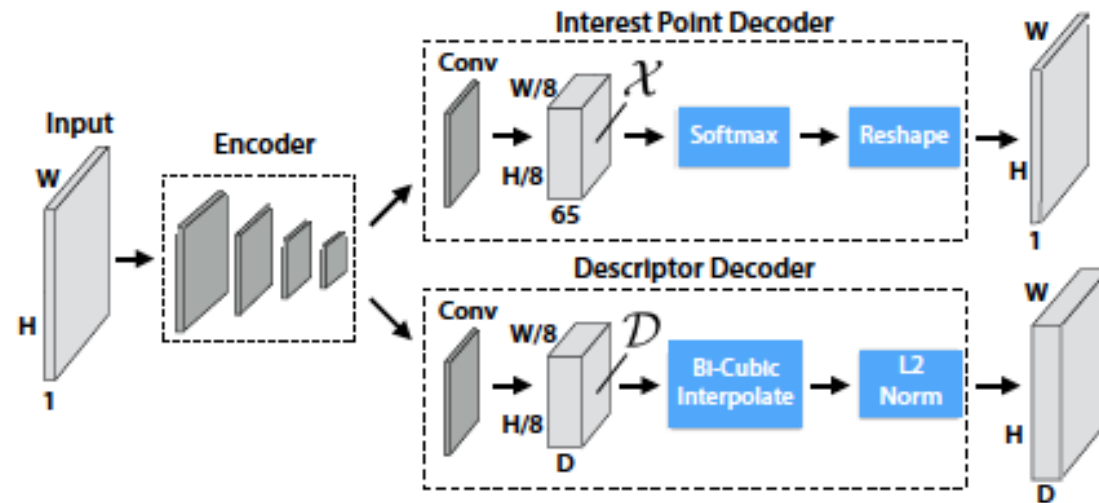 Input
W
H
1
Encoder
Interest Point Decoder
Conv
W/8
H/8
65
𝒳
Softmax
Reshape
W
H
1
Descriptor Decoder
Conv
W/8
H/8
D
𝒟
Bi-Cubic
Interpolate
L2
Norm
W
H
D